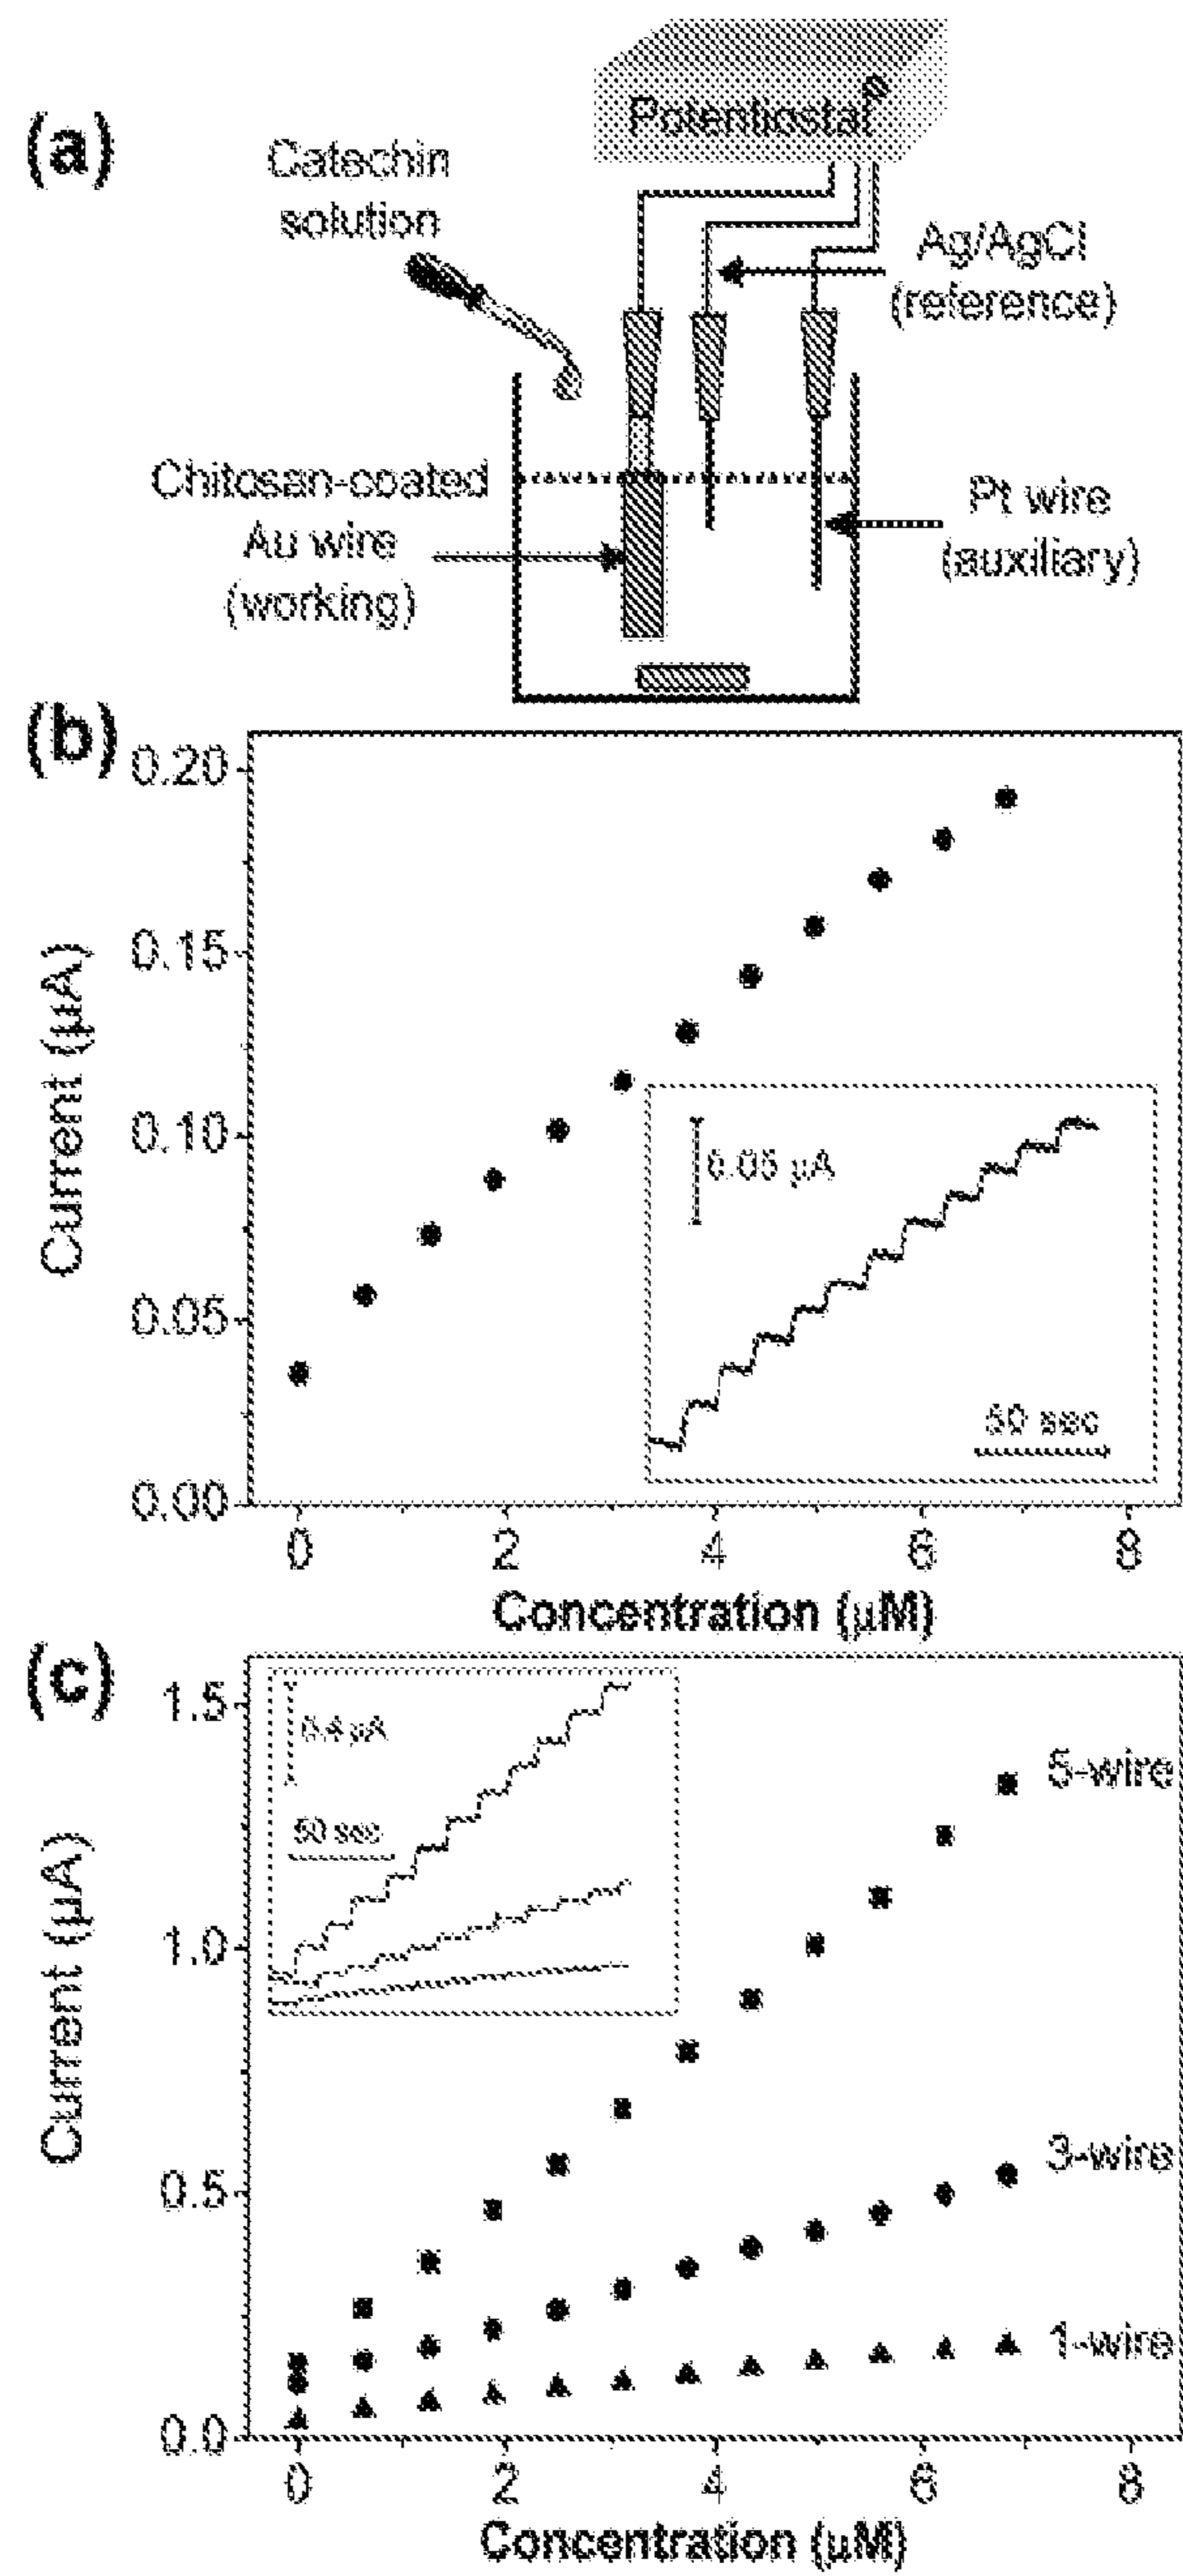 (a)
Potentiostat
Catechin
solution
Ag/AgCl
(reference)
Chitosan-coated
Au wire
(working)
Pt wire
(auxiliary)
(b)
0.20
0.15
0.10
0.05
0.00
Current (µA)
0.05 µA
50 sec
0 2 4 6 8
Concentration (µM)
(c)
1.5
1.0
0.5
0.0
Current (µA)
µA
50 sec
5-wire
3-wire
1-wire
0 2 4 6 8
Concentration (µM)